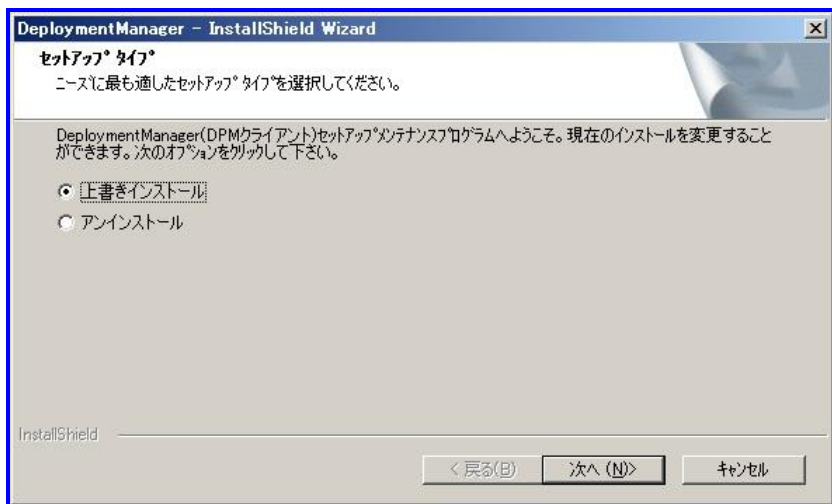 DeploymentManager - InstallShield Wizard
セットアップ タイプ
ニーズに最も適したセットアップ タイプを選択してください。
DeploymentManager(DPMクライアント)セットアップメンテナンスプログラムへようこそ。現在のインストールを変更すること
ができます。次のオプションをクリックして下さい。
上書きインストール
アンインストール
InstallShield
< 戻る(B)
次へ (N)>
キャンセル